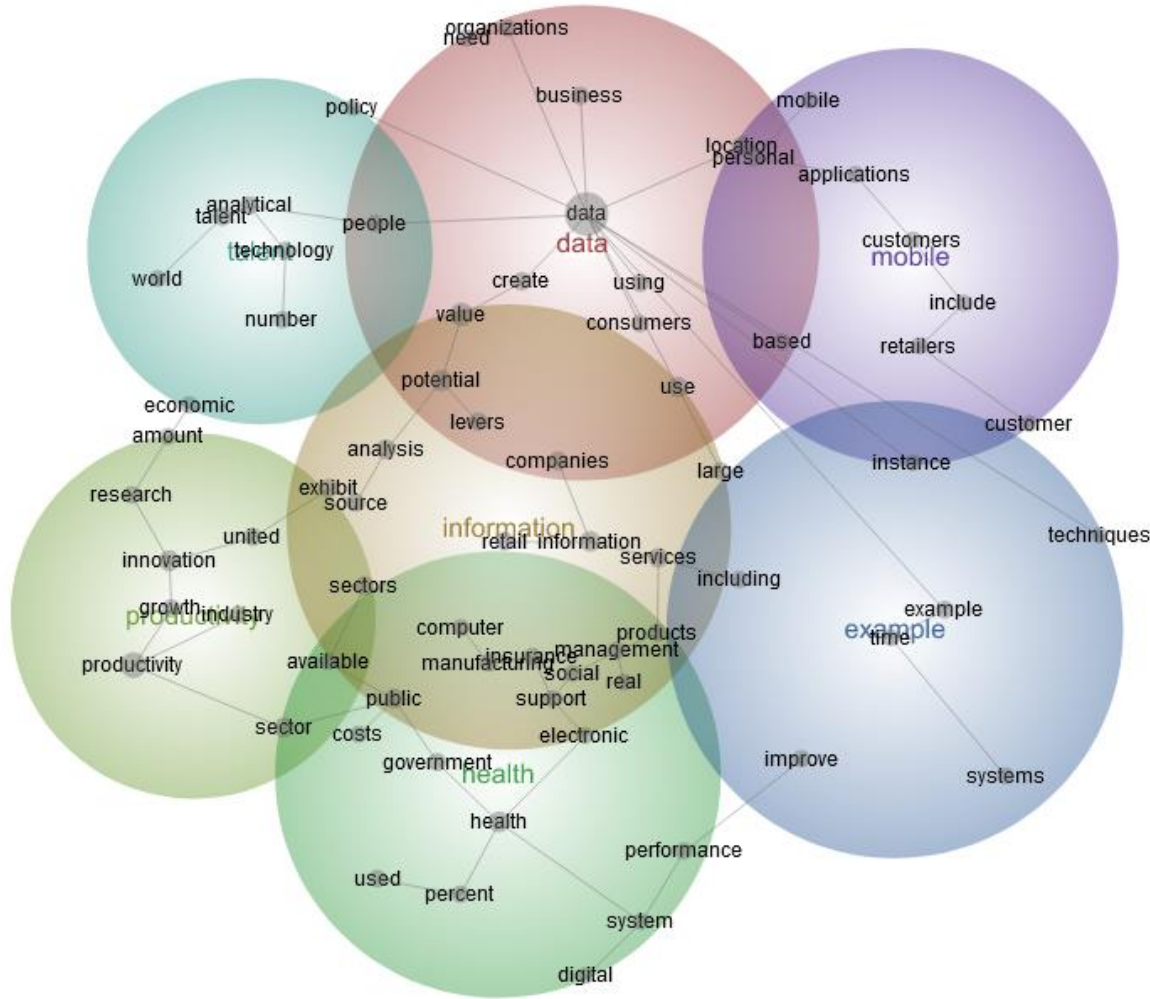 organizations
need
business
policy
mobile
location
personal
applications
analytical
talent
people
data
data
customers
mobile
technology
talent
world
create
using
include
number
value
consumers
based
retailers
potential
use
economic
levers
customer
amount
analysis
companies
large
instance
exhibit
research
source
information
united
retail
information
techniques
services
innovation
including
sectors
growth
industry
productivity
example
example
time
computer
products
management
insurance
manufacturing
available
productivity
social
real
public
support
sector
costs
electronic
government
health
improve
systems
health
performance
used
percent
system
digital